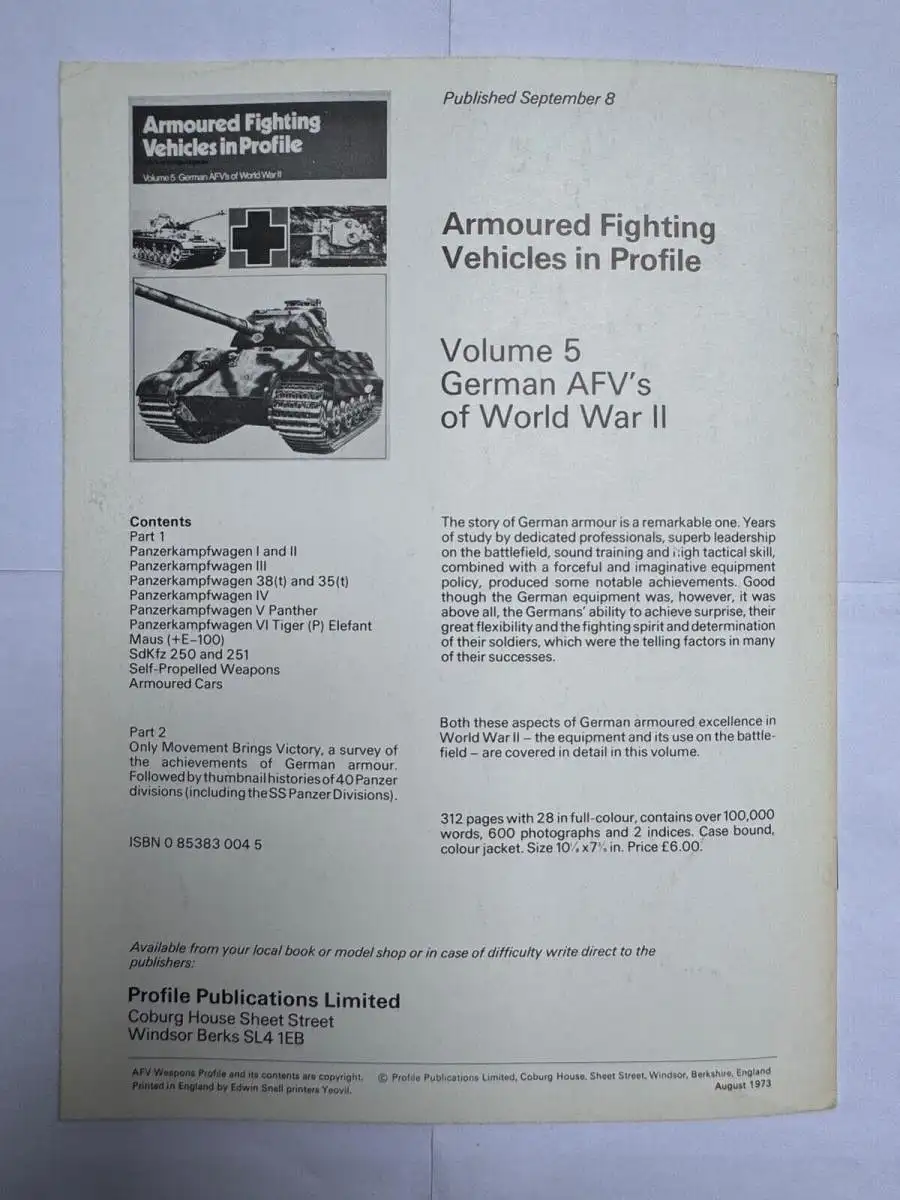 Armoured Fighting
Vehicles in Profile
Volume 5 German AFV's of World War II
Published September 8
Armoured Fighting
Vehicles in Profile
Volume 5
German AFV's
of World War II
Contents
Part 1
Panzerkampfwagen I and II
Panzerkampfwagen III
Panzerkampfwagen 38(t) and 35(t)
Panzerkampfwagen IV
Panzerkampfwagen V Panther
Panzerkampfwagen VI Tiger (P) Elefant
Maus (+E–100)
SdKfz 250 and 251
Self-Propelled Weapons
Armoured Cars
Part 2
Only Movement Brings Victory, a survey of
the achievements of German armour.
Followed by thumbnail histories of 40 Panzer
divisions (including the SS Panzer Divisions).
ISBN 0 85383 004 5
The story of German armour is a remarkable one. Years
of study by dedicated professionals, superb leadership
on the battlefield, sound training and high tactical skill,
combined with a forceful and imaginative equipment
policy, produced some notable achievements. Good
though the German equipment was, however, it was
above all, the Germans' ability to achieve surprise, their
great flexibility and the fighting spirit and determination
of their soldiers, which were the telling factors in many
of their successes.
Both these aspects of German armoured excellence in
World War II – the equipment and its use on the battle-
field – are covered in detail in this volume.
312 pages with 28 in full-colour, contains over 100,000
words, 600 photographs and 2 indices. Case bound,
colour jacket. Size in. Price £6.00.
Available from your local book or model shop or in case of difficulty write direct to the
publishers:
Profile Publications Limited
Coburg House Sheet Street
Windsor Berks SL4 1EB
AFV Weapons Profile and its contents are copyright. © Profile Publications Limited, Coburg House, Sheet Street, Windsor, Berkshire, England
Printed in England by Edwin Snell printers Yeovil. August 1973